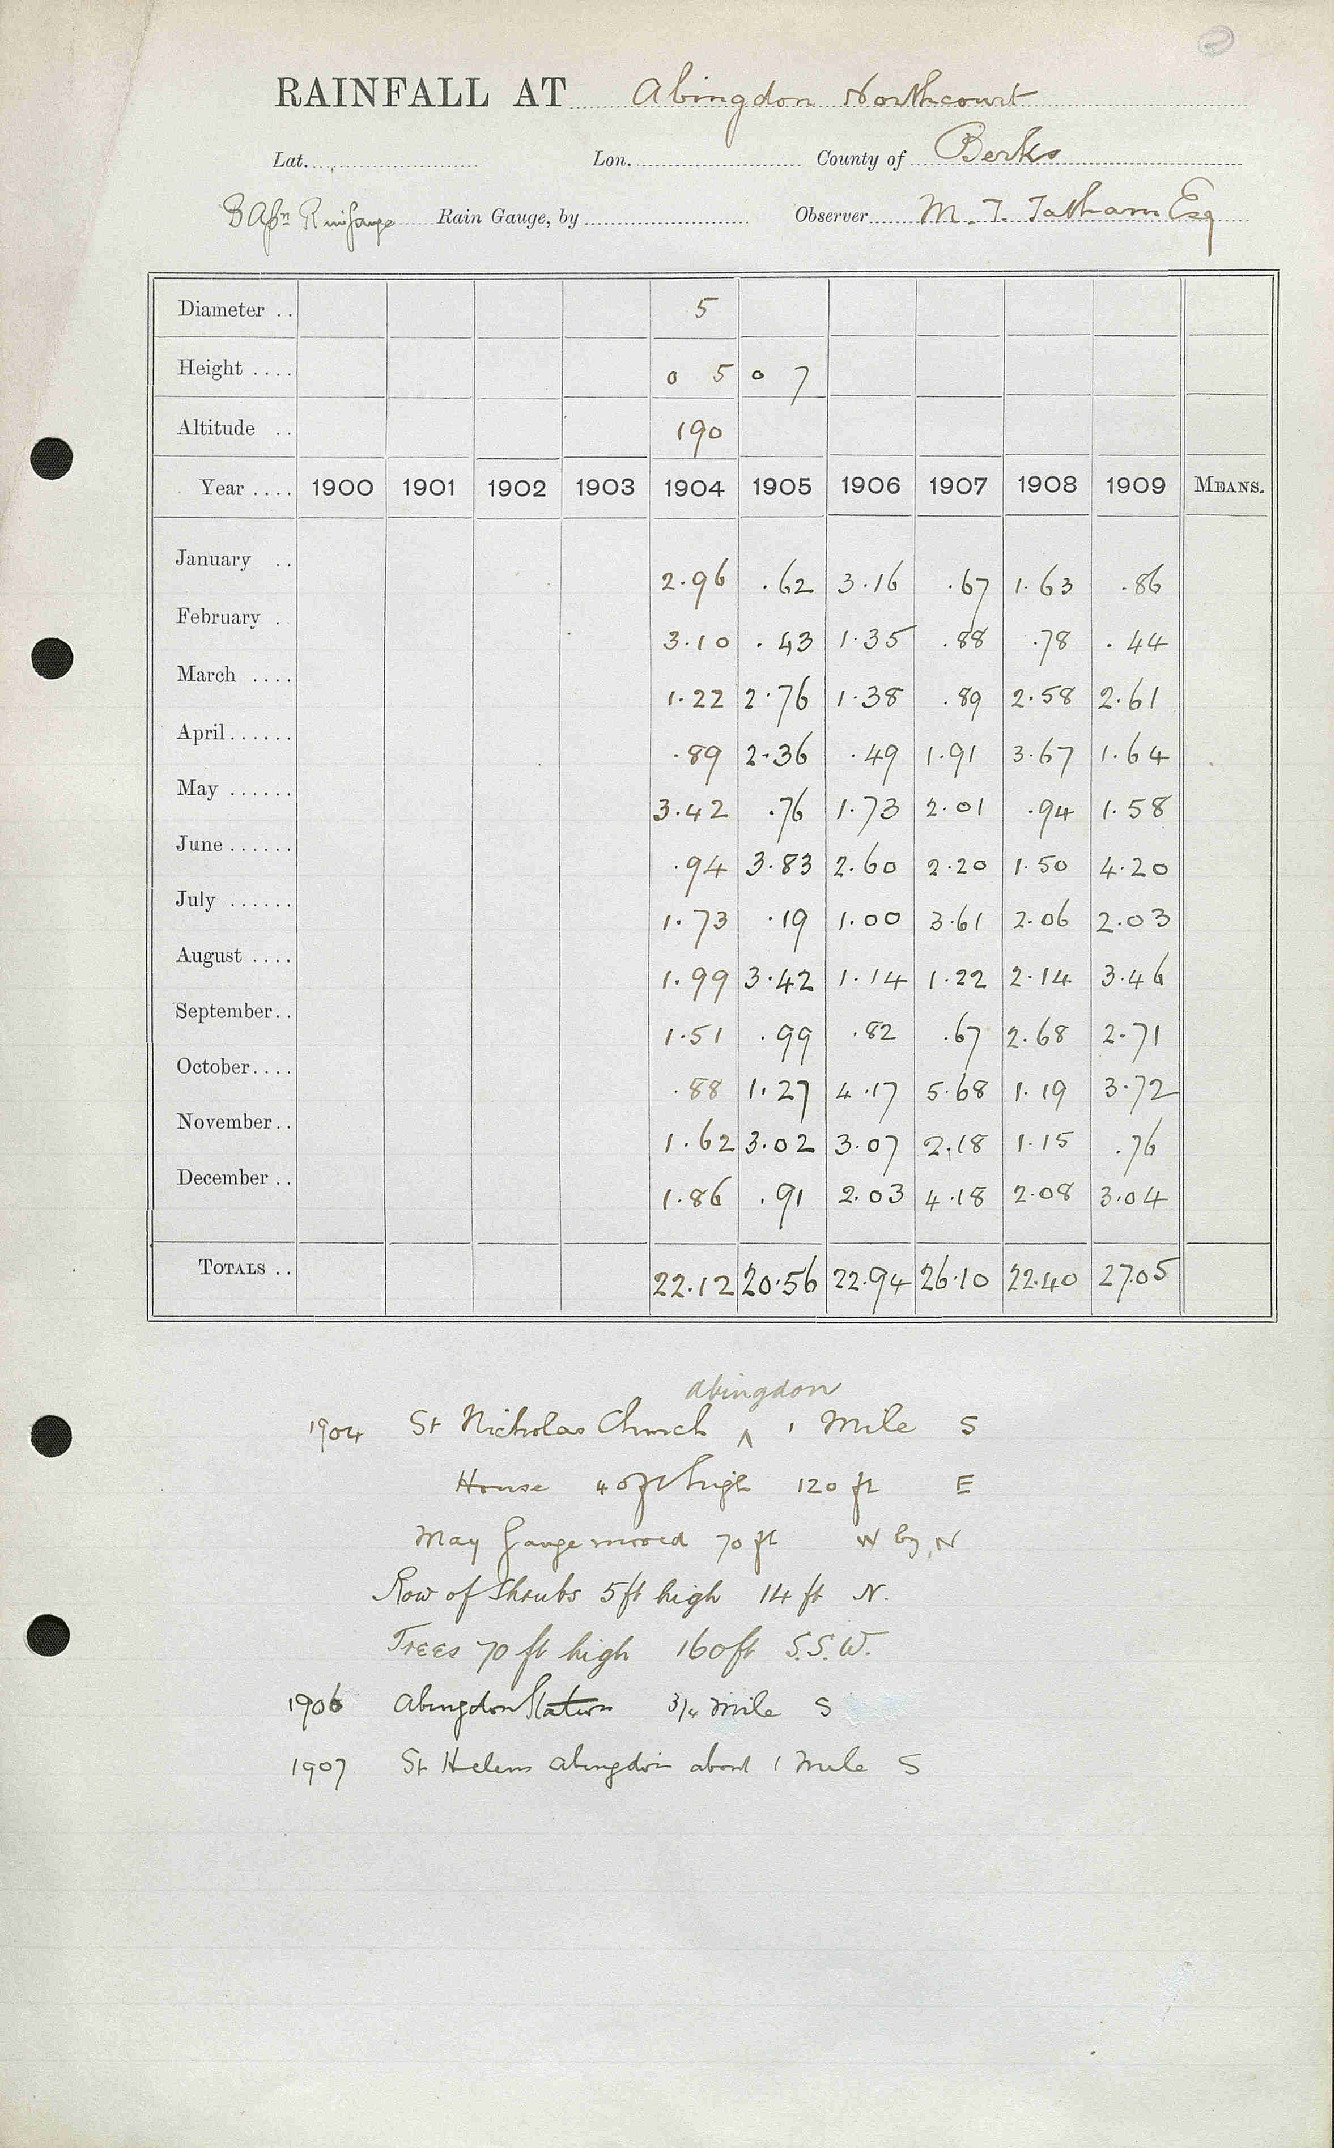 RAINFALL AT Abingdon Northcourt
Lat. Lon. County of Berks
Rain Gauge, by Observer M. T. Tatham Esq
Diameter .. 5
Height .... 0 5 0 7
Altitude .. 190
Year .... 1900 1901 1902 1903 1904 1905 1906 1907 1908 1909 MEANS.
January .. 2.96 .62 3.16 .67 1.63 .86
February . 3.10 .43 1.35 .88 .78 .44
March .... 1.22 2.76 1.38 .89 2.58 2.61
April...... .89 2.36 .49 1.91 3.67 1.64
May ...... 3.42 .76 1.73 2.01 .94 1.58
June...... .94 3.83 2.60 2.20 1.50 4.20
July ...... 1.73 .19 1.00 3.61 2.06 2.03
August .... 1.99 3.42 1.14 1.22 2.14 3.46
September.. 1.51 .99 .82 .67 2.68 2.71
October.... .88 1.27 4.17 5.68 1.19 3.72
November.. 1.62 3.02 3.07 2.18 1.15 .76
December .. 1.86 .91 2.03 4.18 2.08 3.04
TOTALS .. 22.12 20.56 22.94 26.10 22.40 27.05
Abingdon
1904 St Nicholas Church ^ 1 Mile S
House 40ft high 120 ft E
May Gauge moved 70 ft W by N
Row of Shrubs 5ft high 14 ft N.
Trees 70 ft high 160ft S.S.W.
1906 Abingdon Station 3/4 mile S
1907 St Helens Abingdon about 1 Mile S